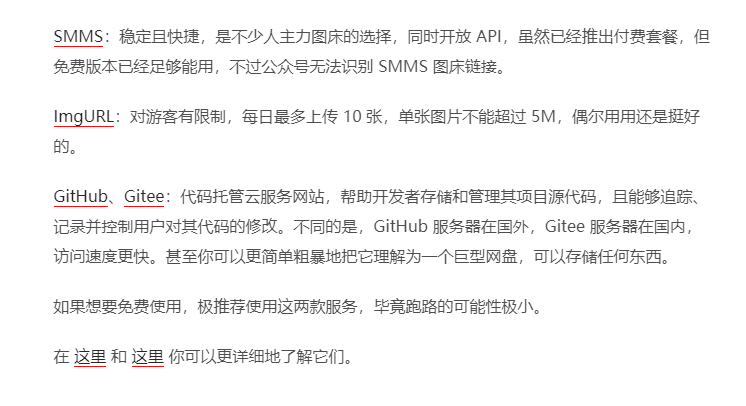 SMMS：稳定且快捷，是不少人主力图床的选择，同时开放 API，虽然已经推出付费套餐，但
免费版本已经足够能用，不过公众号无法识别 SMMS 图床链接。
ImgURL：对游客有限制，每日最多上传 10 张，单张图片不能超过 5M，偶尔用用还是挺好
的。
GitHub、Gitee：代码托管云服务网站，帮助开发者存储和管理其项目源代码，且能够追踪、
记录并控制用户对其代码的修改。不同的是，GitHub 服务器在国外，Gitee 服务器在国内，
访问速度更快。甚至你可以更简单粗暴地把它理解为一个巨型网盘，可以存储任何东西。
如果想要免费使用，极推荐使用这两款服务，毕竟跑路的可能性极小。
在 这里 和 这里 你可以更详细地了解它们。